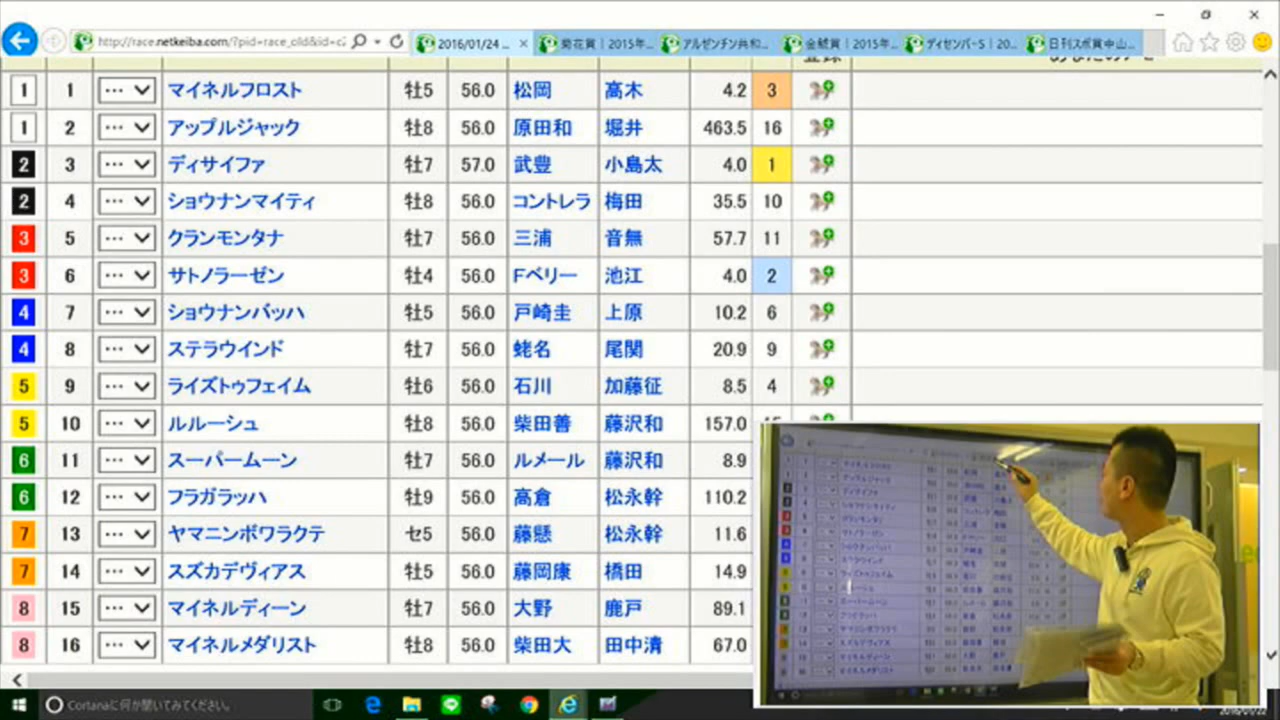 http://race.netkeiba.com/?pid=race_old&id=c2
2016/01/24 ...
菊花賞 | 2015年...
アルゼンチン共和...
金鯱賞 | 2015年...
ディセンバーS | 20...
日刊スポ賞中山...
1 1 --- マイネルフロスト 牡5 56.0 松岡 高木 4.2 3
1 2 --- アップルジャック 牡8 56.0 原田和 堀井 463.5 16
2 3 --- ディサイファ 牡7 57.0 武豊 小島太 4.0 1
2 4 --- ショウナンマイティ 牡8 56.0 コントレラ 梅田 35.5 10
3 5 --- クランモンタナ 牡7 56.0 三浦 音無 57.7 11
3 6 --- サトノラーゼン 牡4 56.0 Fベリー 池江 4.0 2
4 7 --- ショウナンバッハ 牡5 56.0 戸崎圭 上原 10.2 6
4 8 --- ステラウインド 牡7 56.0 蛯名 尾関 20.9 9
5 9 --- ライズトゥフェイム 牡6 56.0 石川 加藤征 8.5 4
5 10 --- ルルーシュ 牡8 56.0 柴田善 藤沢和 157.0
6 11 --- スーパームーン 牡7 56.0 ルメール 藤沢和 8.9
6 12 --- フラガラッハ 牡9 56.0 高倉 松永幹 110.2
7 13 --- ヤマニンボワラクテ セ5 56.0 藤懸 松永幹 11.6
7 14 --- スズカデヴィアス 牡5 56.0 藤岡康 橋田 14.9
8 15 --- マイネルディーン 牡7 56.0 大野 鹿戸 89.1
8 16 --- マイネルメダリスト 牡8 56.0 柴田大 田中清 67.0
Cortanaに何か聞いてみてください。